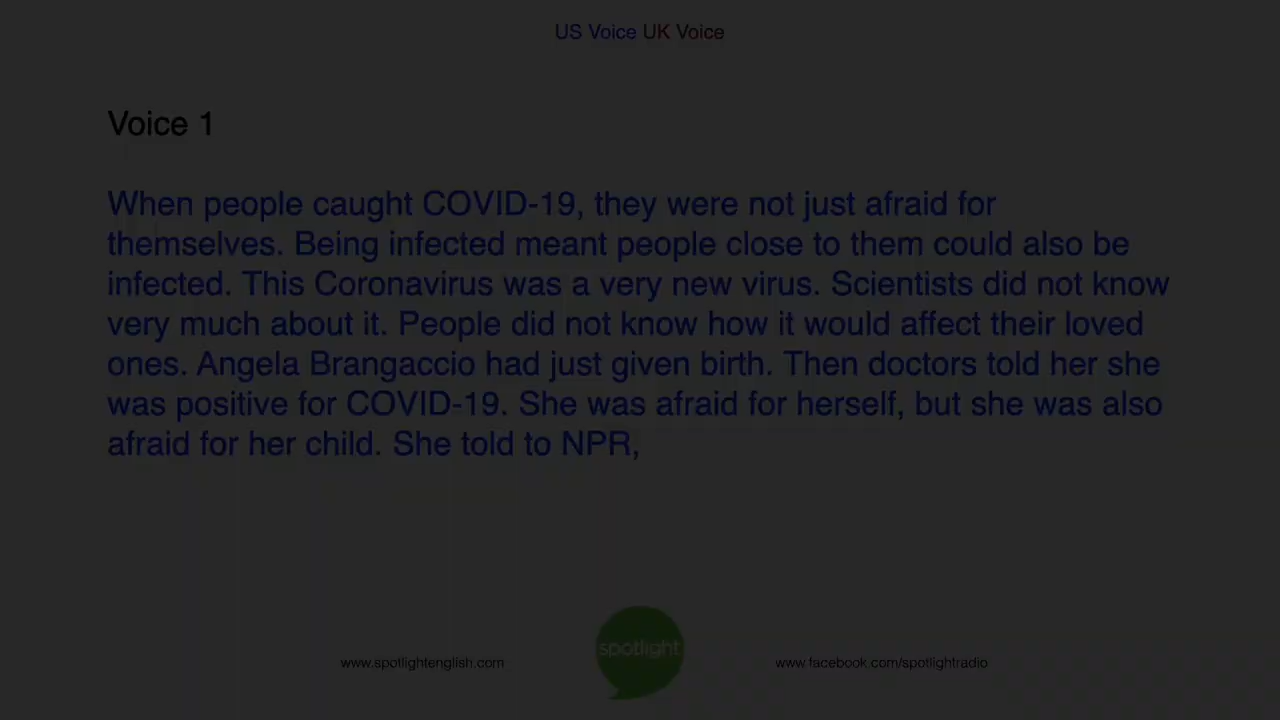 US Voice UK Voice
Voice 1
When people caught COVID-19, they were not just afraid for
themselves. Being infected meant people close to them could also be
infected. This Coronavirus was a very new virus. Scientists did not know
very much about it. People did not know how it would affect their loved
ones. Angela Brangaccio had just given birth. Then doctors told her she
was positive for COVID-19. She was afraid for herself, but she was also
afraid for her child. She told to NPR,
spotlight
www.spotlightenglish.com
www.facebook.com/spotlightradio